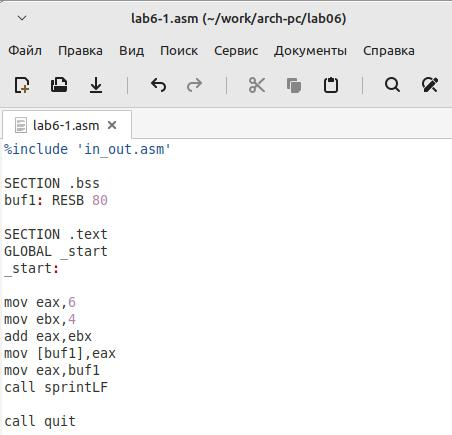 lab6-1.asm (~/work/arch-pc/lab06)
Файл Правка Вид Поиск Сервис Документы Справка
lab6-1.asm
%include 'in_out.asm'
SECTION .bss
buf1: RESB 80
SECTION .text
GLOBAL _start
_start:
mov eax,6
mov ebx,4
add eax,ebx
mov [buf1],eax
mov eax,buf1
call sprintLF
call quit